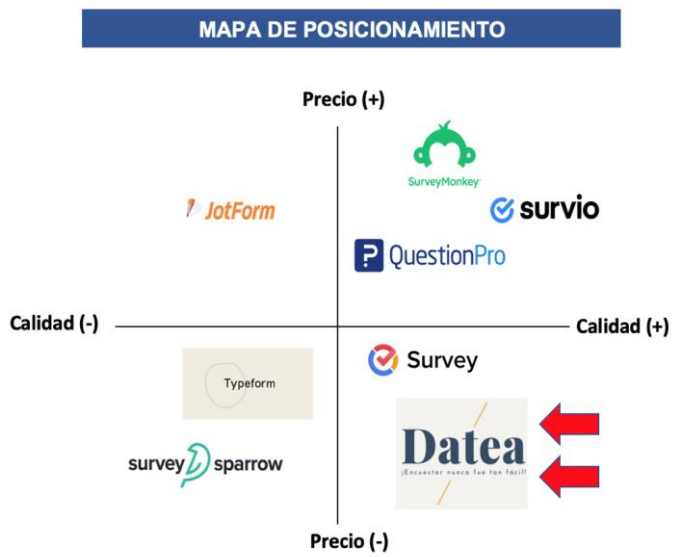 MAPA DE POSICIONAMIENTO
Precio (+)
SurveyMonkey
JotForm
survio
QuestionPro
Calidad (-)
Calidad (+)
Survey
Typeform
Datea
¡Encuestar nunca fue tan fácil!
survey sparrow
Precio (-)